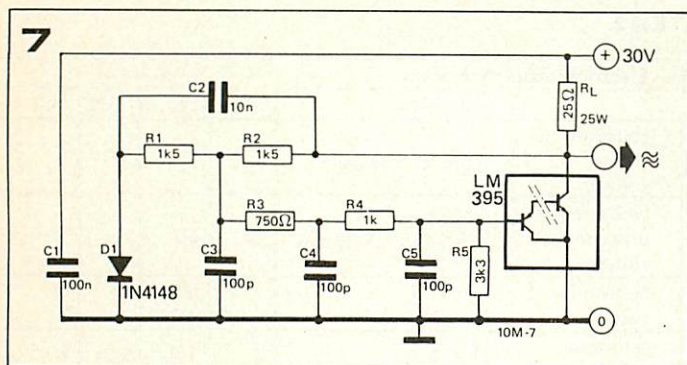 7
+ 30V
C2
10n
RL
25Ω
25W
R1
1k5
R2
1k5
LM
395
R3
750Ω
R4
1k
C1
100n
D1
1N4148
C3
100p
C4
100p
C5
100p
R5
3k3
10M-7
0